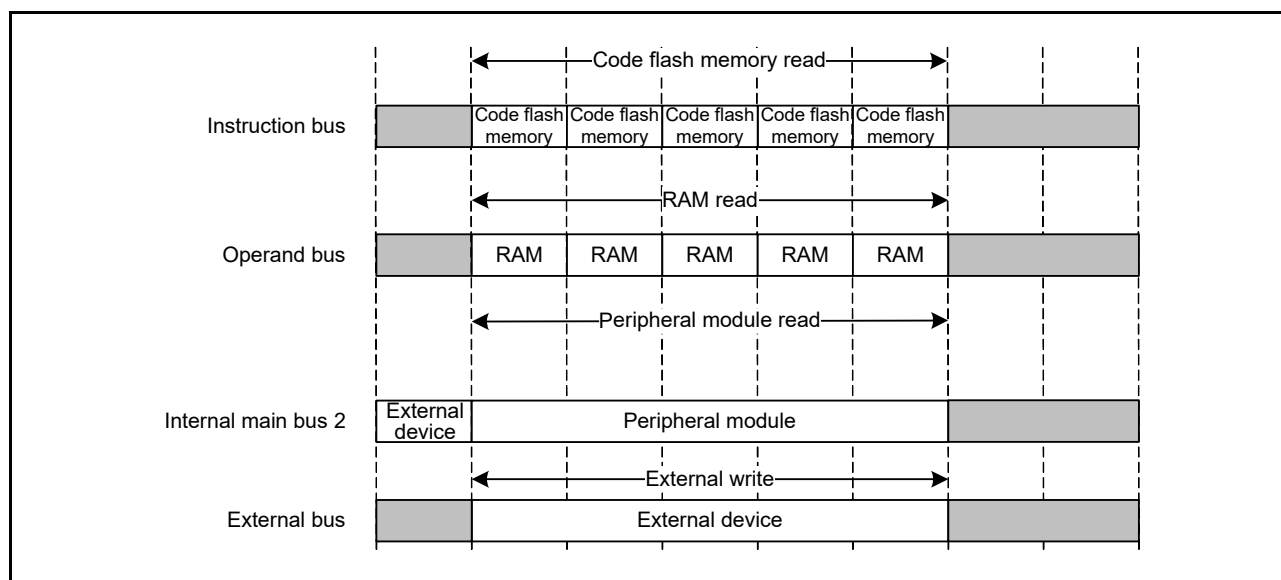 Code flash memory read
Instruction bus
Code flash memory
Code flash memory
Code flash memory
Code flash memory
Code flash memory
RAM read
Operand bus
RAM
RAM
RAM
RAM
RAM
Peripheral module read
Internal main bus 2
External device
Peripheral module
External write
External bus
External device